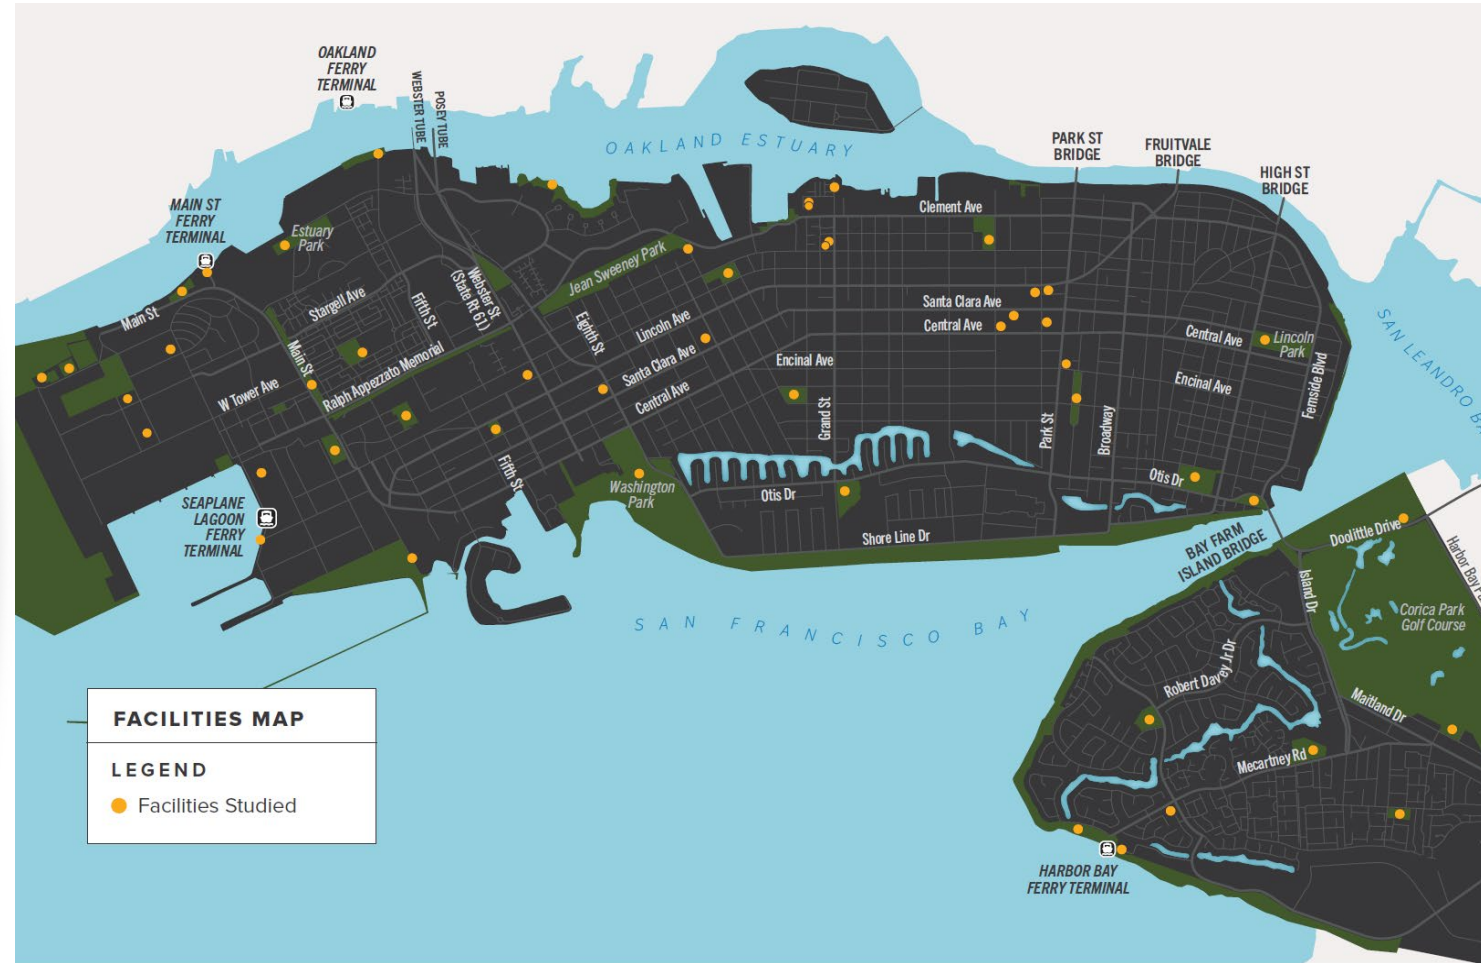 OAKLAND
FERRY
TERMINAL
WEBSTER TUBE
POSEY TUBE
OAKLAND ESTUARY
PARK ST
BRIDGE
FRUITVALE
BRIDGE
HIGH ST
BRIDGE
MAIN ST
FERRY
TERMINAL
Estuary
Park
Clement Ave
Jean Sweeney Park
Main St
Stargell Ave
Fifth St
Webster St
(State Rt 61)
Eighth St
Lincoln Ave
Santa Clara Ave
Central Ave
Santa Clara Ave
Central Ave
Encinal Ave
Central Ave
Lincoln
Park
SAN LEANDRO BA
Main St
W Tower Ave
Ralph Appezzato Memorial
Encinal Ave
Fernside Blvd
Grand St
Park St
Broadway
Fifth St
Washington
Park
Otis Dr
Otis Dr
Shore Line Dr
SEAPLANE
LAGOON
FERRY
TERMINAL
BAY FARM
ISLAND BRIDGE
Doolittle Drive
Island Dr
Corica Park
Golf Course
SAN FRANCISCO BAY
Robert Davey Jr Dr
Maitland Dr
Mecartney Rd
HARBOR BAY
FERRY TERMINAL
FACILITIES MAP
LEGEND
Facilities Studied